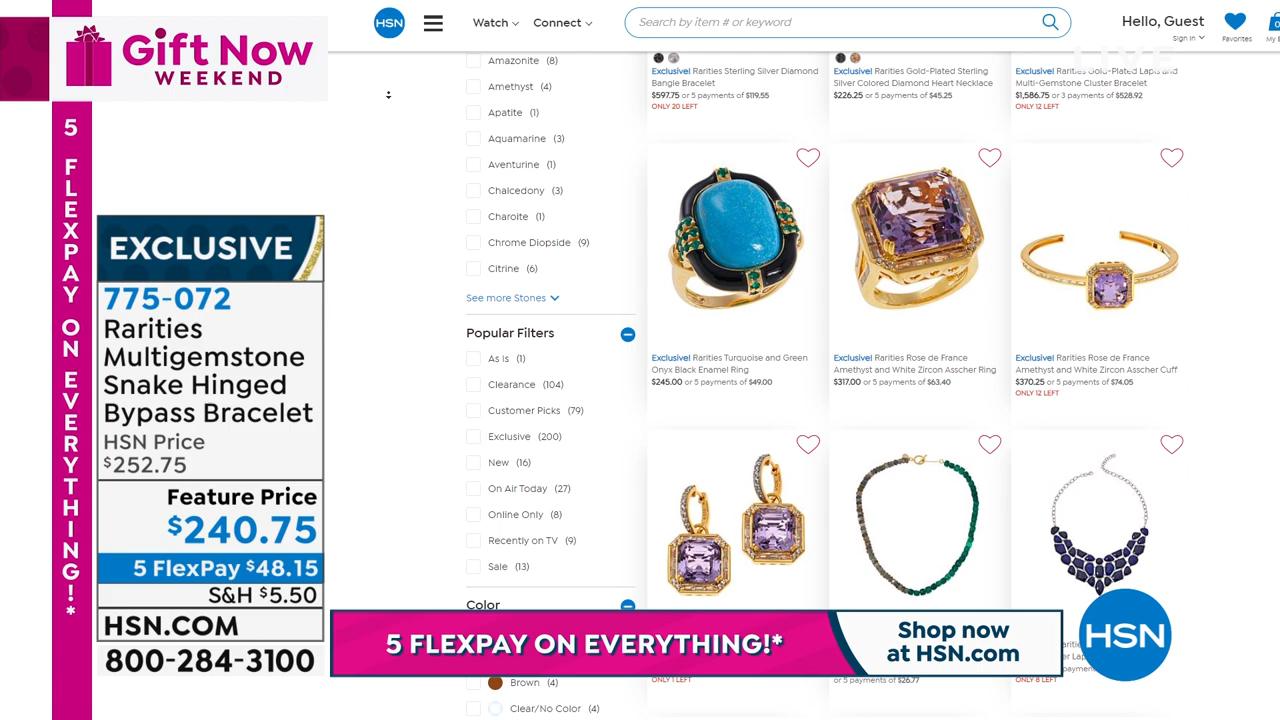 Gift Now
WEEKEND
5 FLEXPAY ON EVERYTHING!*
EXCLUSIVE
775-072
Rarities
Multigemstone
Snake Hinged
Bypass Bracelet
HSN Price
$252.75
Feature Price
$240.75
5 FlexPay $48.15
S&H $5.50
HSN.COM
800-284-3100
HSN
Watch
Connect
Search by item # or keyword
Hello, Guest
Sign In
Favorites
LIVE
Amazonite (8)
Amethyst (4)
Apatite (1)
Aquamarine (3)
Aventurine (1)
Chalcedony (3)
Charoite (1)
Chrome Diopside (9)
Citrine (6)
See more Stones
Popular Filters
As Is (1)
Clearance (104)
Customer Picks (79)
Exclusive (200)
New (16)
On Air Today (27)
Online Only (8)
Recently on TV (9)
Sale (13)
Color
Brown (4)
Clear/No Color (4)
Exclusive! Rarities Sterling Silver Diamond
Bangle Bracelet
$597.75 or 5 payments of $119.55
ONLY 20 LEFT
Exclusive! Rarities Gold-Plated Sterling
Silver Colored Diamond Heart Necklace
$226.25 or 5 payments of $45.25
Exclusive! Rarities Gold-Plated Lapis and
Multi-Gemstone Cluster Bracelet
$1,586.75 or 3 payments of $528.92
ONLY 12 LEFT
Exclusive! Rarities Turquoise and Green
Onyx Black Enamel Ring
$245.00 or 5 payments of $49.00
Exclusive! Rarities Rose de France
Amethyst and White Zircon Asscher Ring
$317.00 or 5 payments of $63.40
Exclusive! Rarities Rose de France
Amethyst and White Zircon Asscher Cuff
$370.25 or 5 payments of $74.05
ONLY 12 LEFT
ONLY 1 LEFT
or 5 payments of $26.77
ONLY 8 LEFT
5 FLEXPAY ON EVERYTHING!*
Shop now
at HSN.com
HSN